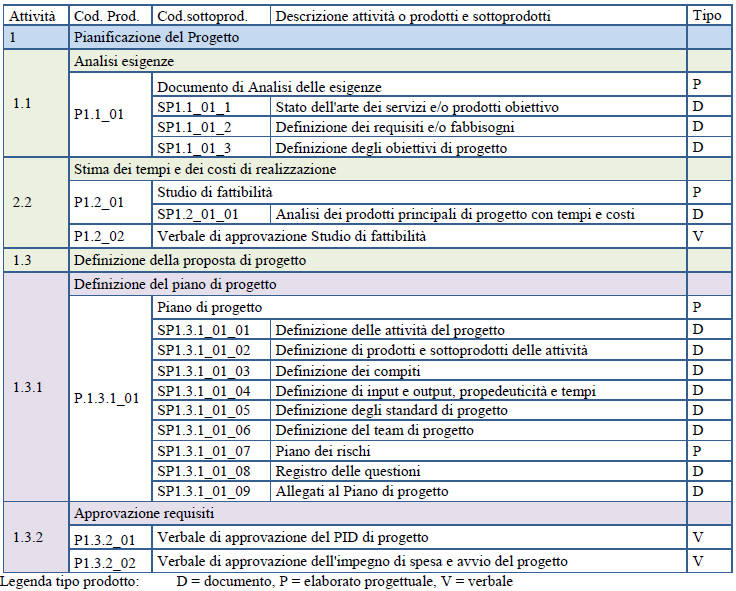 Attività Cod. Prod. Cod.sottoprod. Descrizione attività o prodotti e sottoprodotti Tipo
1 Pianificazione del Progetto
1.1 Analisi esigenze
P1.1_01 Documento di Analisi delle esigenze P
SP1.1_01_1 Stato dell'arte dei servizi e/o prodotti obiettivo D
SP1.1_01_2 Definizione dei requisiti e/o fabbisogni D
SP1.1_01_3 Definizione degli obiettivi di progetto D
2.2 Stima dei tempi e dei costi di realizzazione
P1.2_01 Studio di fattibilità P
SP1.2_01_01 Analisi dei prodotti principali di progetto con tempi e costi D
P1.2_02 Verbale di approvazione Studio di fattibilità V
1.3 Definizione della proposta di progetto
1.3.1 Definizione del piano di progetto
P.1.3.1_01 Piano di progetto P
SP1.3.1_01_01 Definizione delle attività del progetto D
SP1.3.1_01_02 Definizione di prodotti e sottoprodotti delle attività D
SP1.3.1_01_03 Definizione dei compiti D
SP1.3.1_01_04 Definizione di input e output, propedeuticità e tempi D
SP1.3.1_01_05 Definizione degli standard di progetto D
SP1.3.1_01_06 Definizione del team di progetto D
SP1.3.1_01_07 Piano dei rischi P
SP1.3.1_01_08 Registro delle questioni D
SP1.3.1_01_09 Allegati al Piano di progetto D
1.3.2 Approvazione requisiti
P1.3.2_01 Verbale di approvazione del PID di progetto V
P1.3.2_02 Verbale di approvazione dell'impegno di spesa e avvio del progetto V
Legenda tipo prodotto: D = documento, P = elaborato progettuale, V = verbale